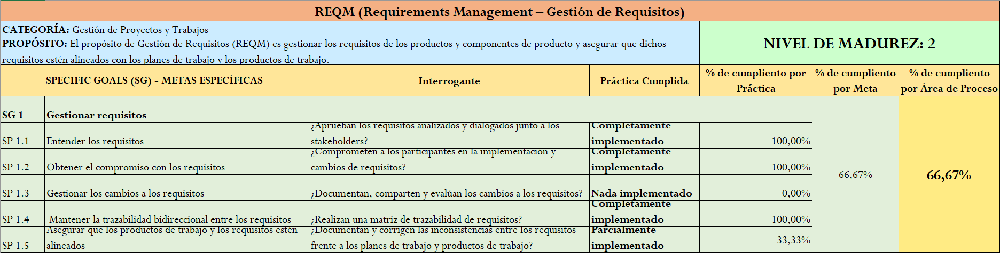 REQM (Requirements Management – Gestión de Requisitos)
CATEGORÍA: Gestión de Proyectos y Trabajos
PROPÓSITO: El propósito de Gestión de Requisitos (REQM) es gestionar los requisitos de los productos y componentes de producto y asegurar que dichos
requisitos estén alineados con los planes de trabajo y los productos de trabajo.
NIVEL DE MADUREZ: 2
SPECIFIC GOALS (SG) - METAS ESPECÍFICAS
Interrogante
Práctica Cumplida
% de cumpliento por
Práctica
% de cumpliento
por Meta
% de cumpliento
por Área de Proceso
SG 1
Gestionar requisitos
SP 1.1
Entender los requisitos
¿Aprueban los requisitos analizados y dialogados junto a los
stakeholders?
Completamente
implementado
100,00%
SP 1.2
Obtener el compromiso con los requisitos
¿Comprometen a los participantes en la implementación y
cambios de requisitos?
Completamente
implementado
100,00%
SP 1.3
Gestionar los cambios a los requisitos
¿Documentan, comparten y evalúan los cambios a los requisitos?
Nada implementado
0,00%
SP 1.4
Mantener la trazabilidad bidireccional entre los requisitos
¿Realizan una matriz de trazabilidad de requisitos?
Completamente
implementado
100,00%
SP 1.5
Asegurar que los productos de trabajo y los requisitos estén
alineados
¿Documentan y corrigen las inconsistencias entre los requisitos
frente a los planes de trabajo y productos de trabajo?
Parcialmente
implementado
33,33%
66,67%
66,67%